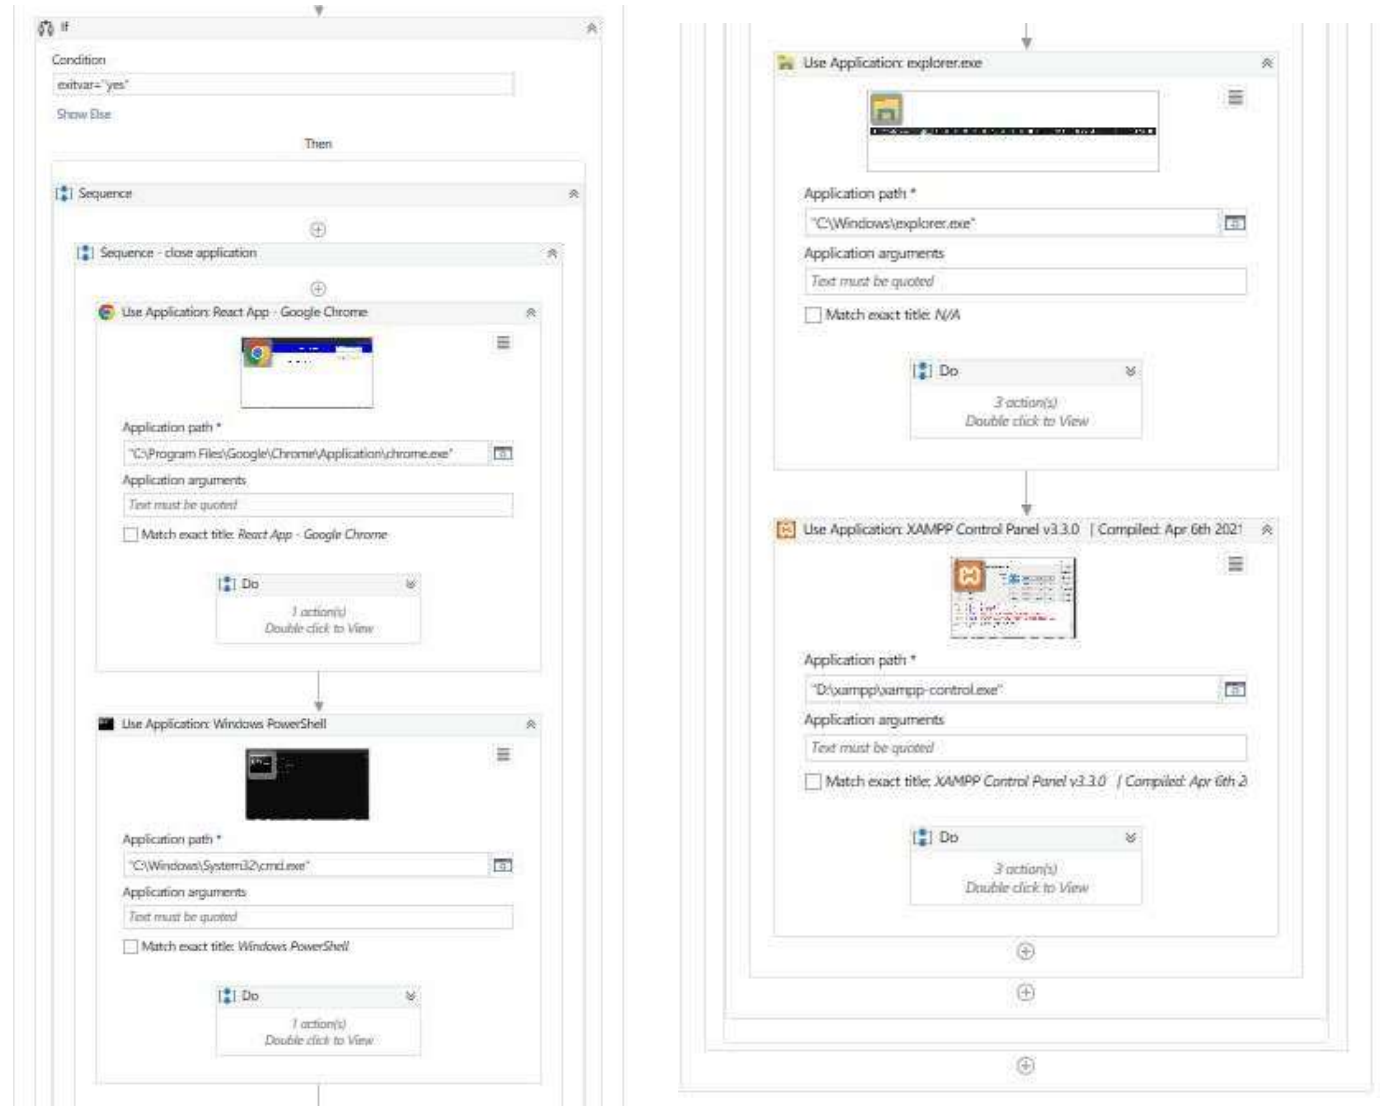 If
Condition
exitvar="yes"
Show Else
Then
Sequence
Sequence - close application
Use Application: React App - Google Chrome
Application path *
"C:\Program Files\Google\Chrome\Application\chrome.exe"
Application arguments
Text must be quoted
Match exact title: React App - Google Chrome
Do
1 action(s)
Double click to View
Use Application: Windows PowerShell
Application path *
"C:\Windows\System32\cmd.exe"
Application arguments
Text must be quoted
Match exact title: Windows PowerShell
Do
1 action(s)
Double click to View
Use Application: explorer.exe
Application path *
"C:\Windows\explorer.exe"
Application arguments
Text must be quoted
Match exact title: N/A
Do
3 action(s)
Double click to View
Use Application: XAMPP Control Panel v3.3.0 [ Compiled: Apr 6th 2021
Application path *
"D:\xampp\xampp-control.exe"
Application arguments
Text must be quoted
Match exact title: XAMPP Control Panel v3.3.0 [ Compiled: Apr 6th 2
Do
3 action(s)
Double click to View